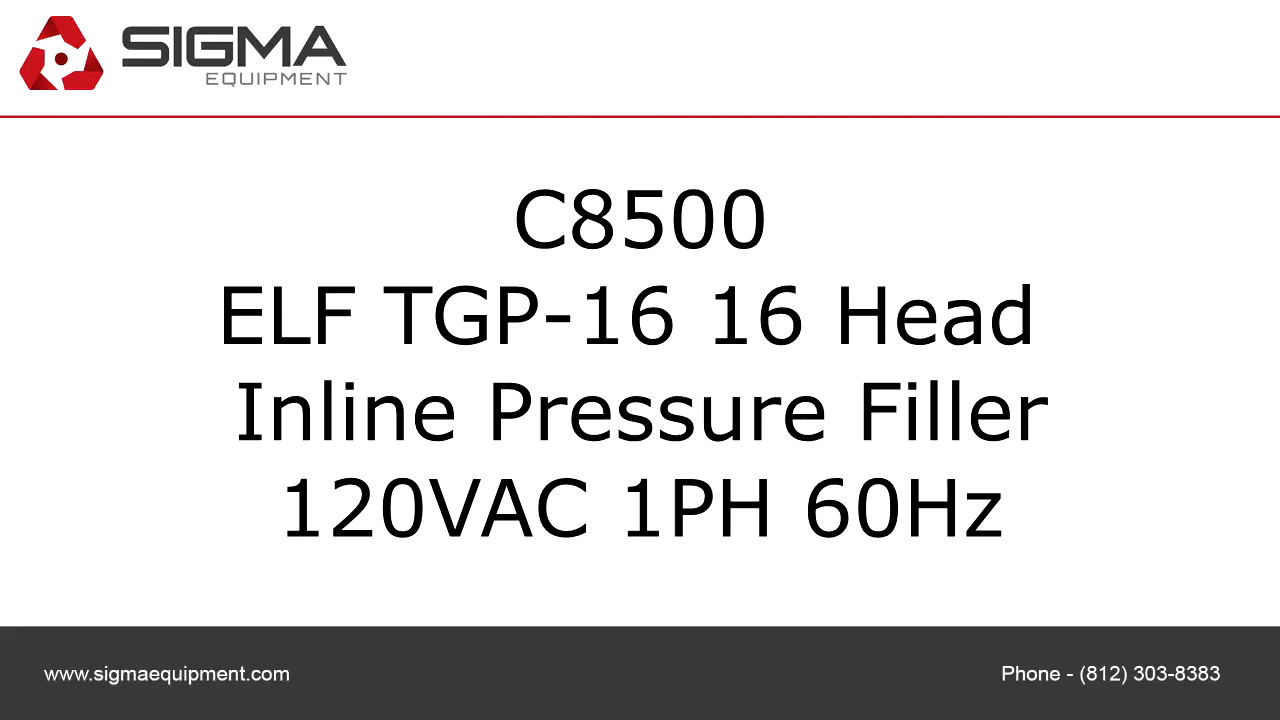 SIGMA
EQUIPMENT
C8500
ELF TGP-16 16 Head
Inline Pressure Filler
120VAC 1PH 60Hz
www.sigmaequipment.com
Phone - (812) 303-8383